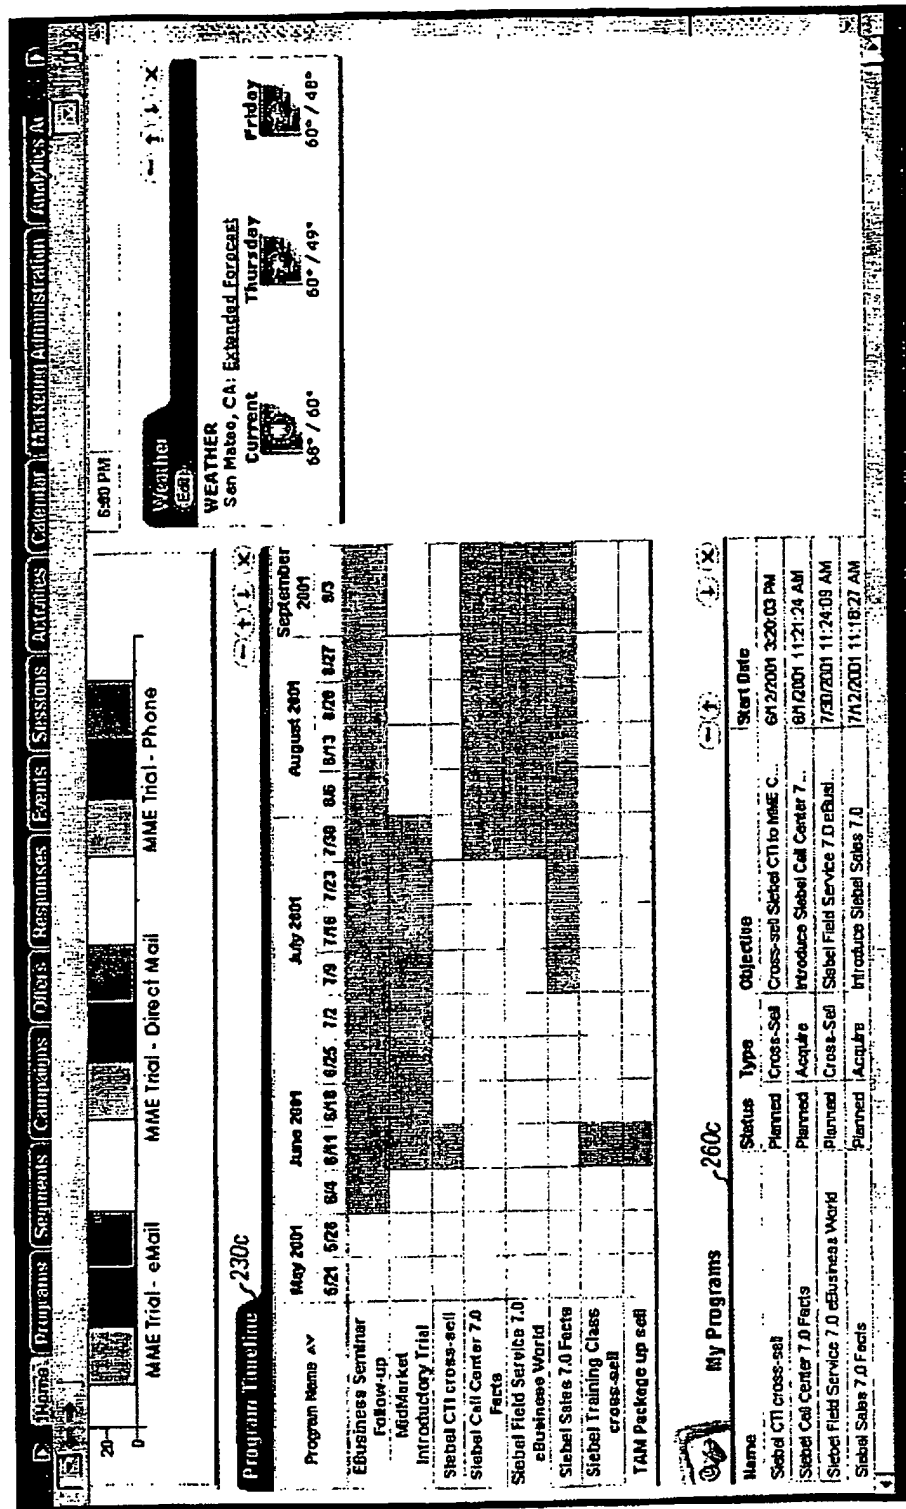 Home Programs Segments Campaigns Offers Responses Events Sessions Activities Calendar Marketing Administration Analytics
20
0
MME Trial - eMail
MME Trial - Direct Mail
MME Trial - Phone
PM
Weather
Edit
WEATHER
San Mateo, CA: Extended Forecast
Current Thursday Friday
68° / 60° 60° / 49° 60° / 48°
Program Timeline
230c
Program Name
May 2001 June 2001 July 2001 August 2001 September 2001
5/21 5/28 6/4 6/11 6/18 6/25 7/2 7/9 7/16 7/23 7/30 8/6 8/13 8/20 8/27
EBusiness Seminar Follow-up
MidMarket Introductory Trial
Siebel CTI cross-sell
Siebel Call Center 7.0 Facts
Siebel Field Service 7.0 eBusiness World
Siebel Sales 7.0 Facts
Siebel Training Class cross-sell
TAM Package up sell
My Programs
260c
Name Status Type Objective Start Date
Siebel CTI cross-sell Planned Cross-Sell Cross-sell Siebel CTI to MME C... 6/12/2001 3:20:03 PM
Siebel Call Center 7.0 Facts Planned Acquire Introduce Siebel Call Center 7... 8/1/2001 11:21:24 AM
Siebel Field Service 7.0 eBusiness World Planned Cross-Sell Siebel Field Service 7.0 eBusi... 7/30/2001 11:24:09 AM
Siebel Sales 7.0 Facts Planned Acquire Introduce Siebel Sales 7.0 7/12/2001 11:18:27 AM